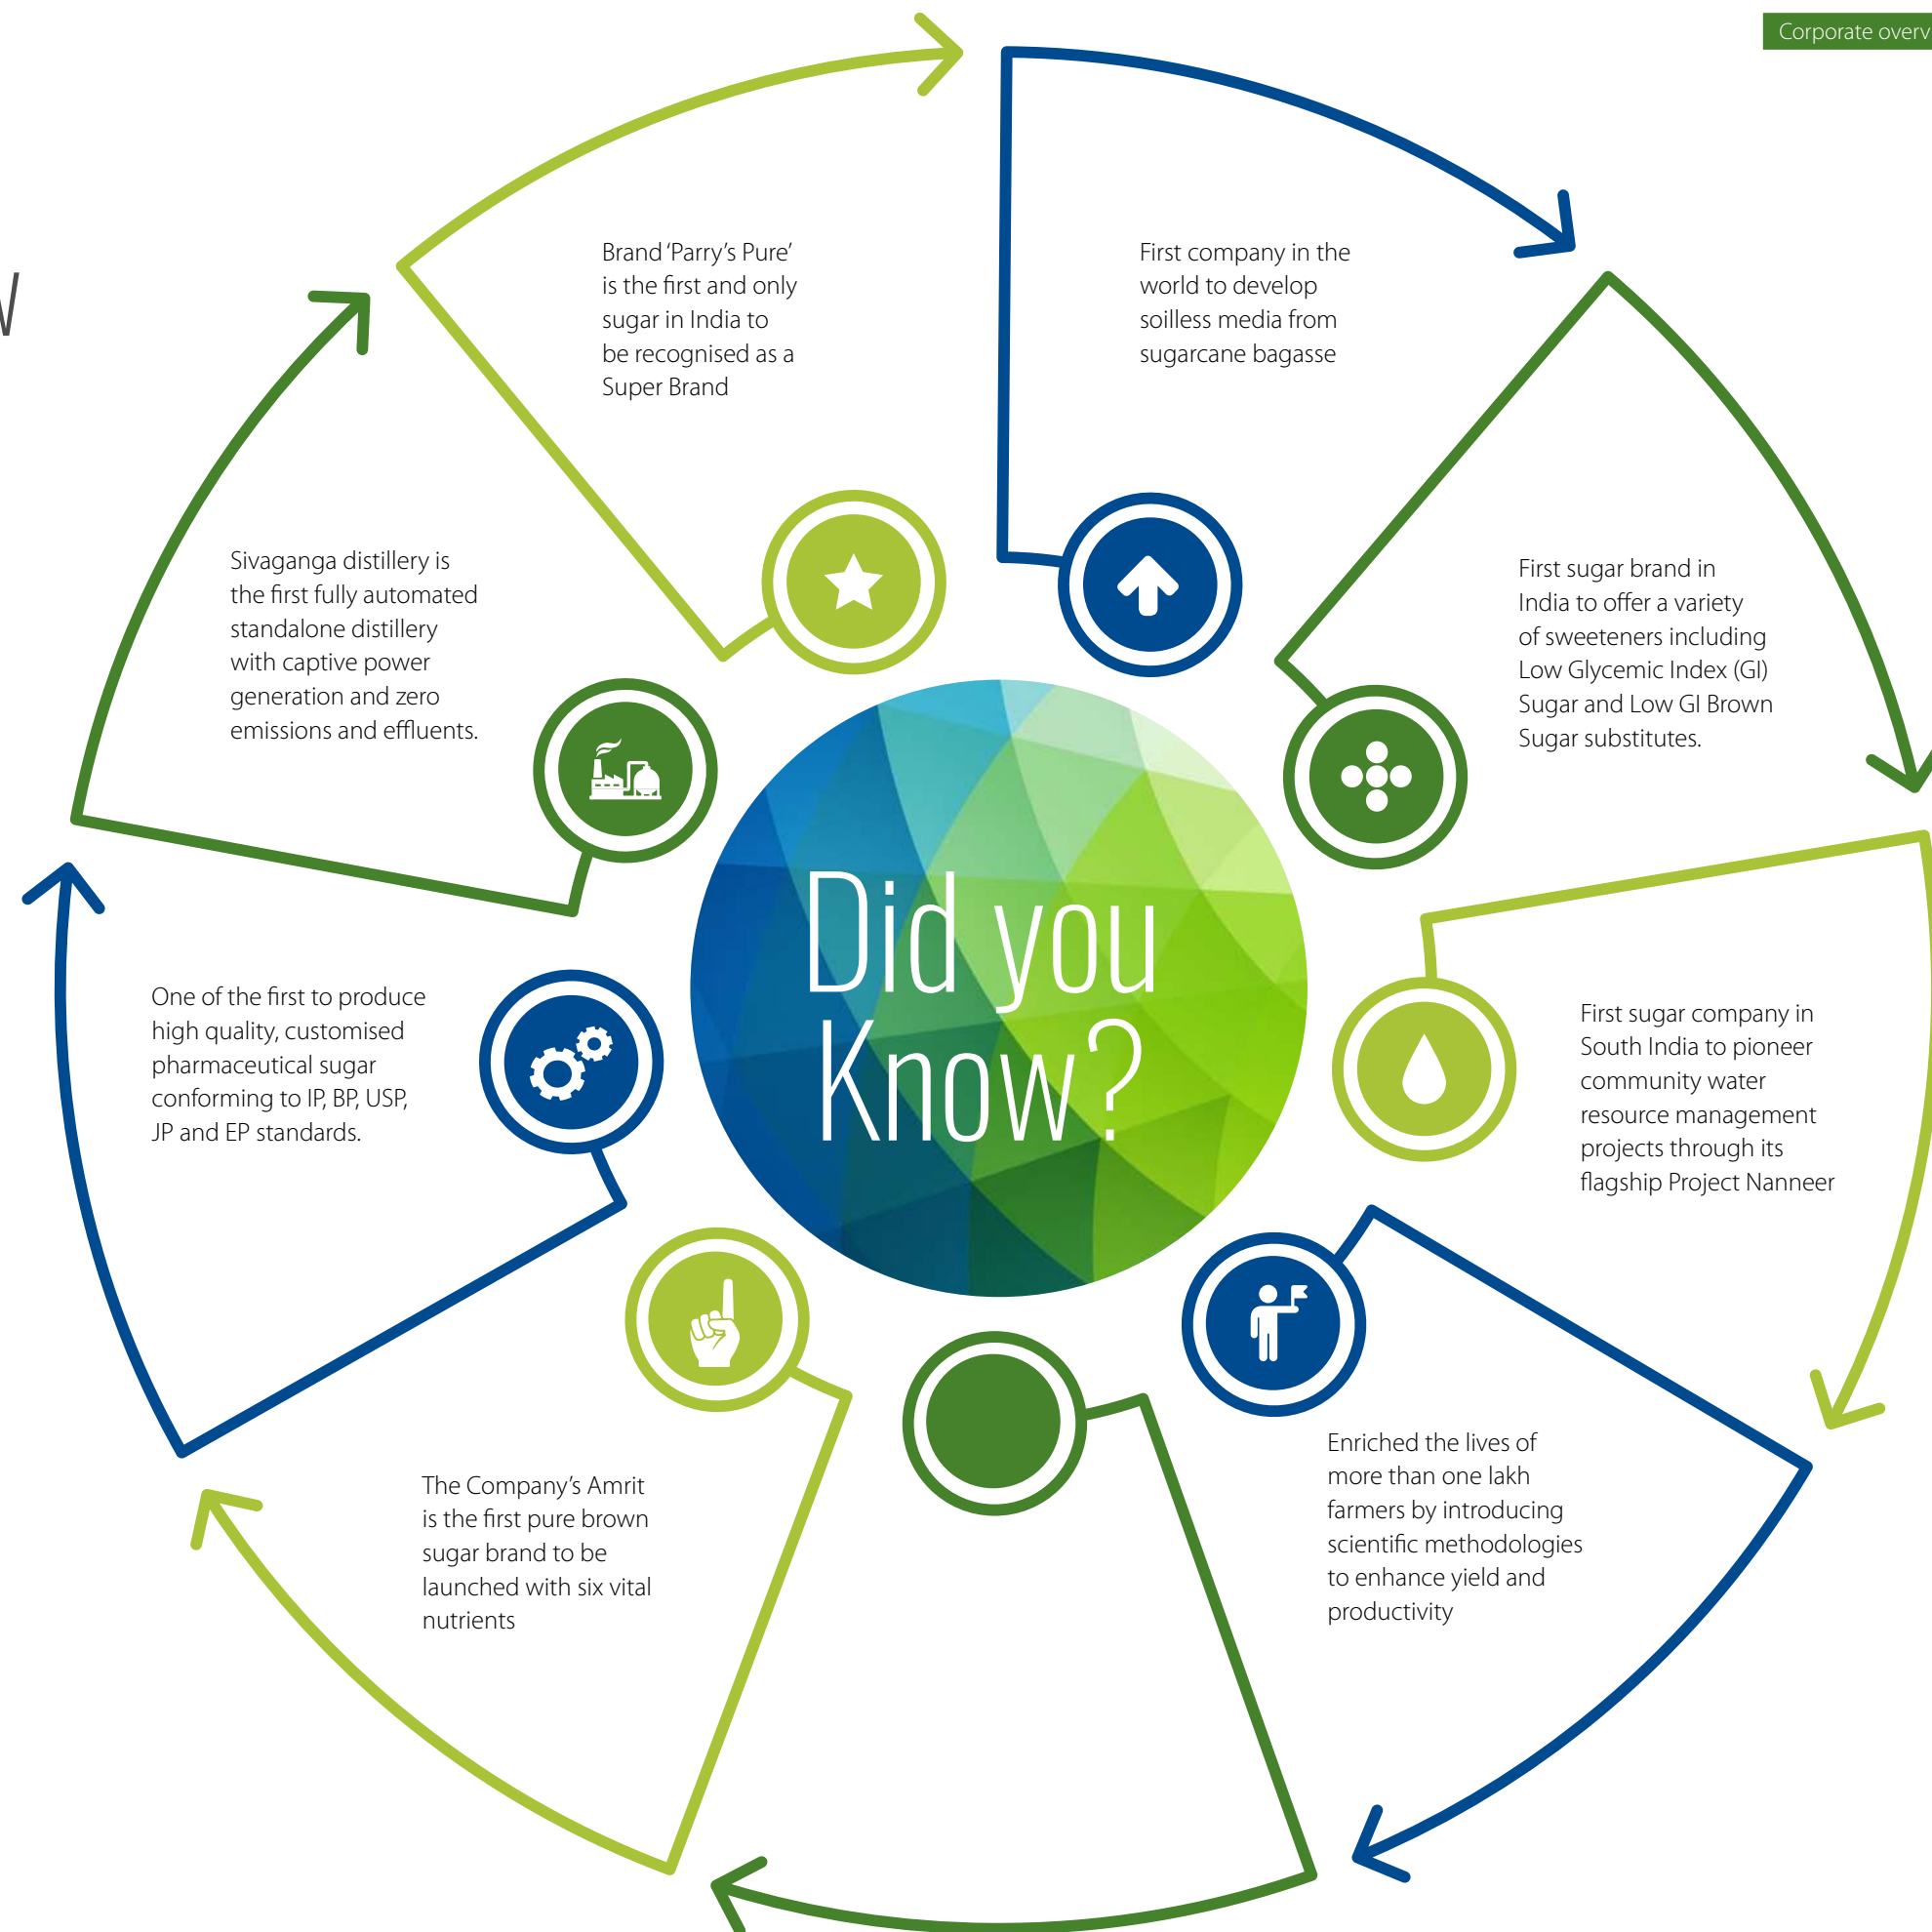 Corporate overv
W
Brand ‘Parry’s Pure’
is the first and only
sugar in India to
be recognised as a
Super Brand
First company in the
world to develop
soilless media from
sugarcane bagasse
Sivaganga distillery is
the first fully automated
standalone distillery
with captive power
generation and zero
emissions and effluents.
First sugar brand in
India to offer a variety
of sweeteners including
Low Glycemic Index (GI)
Sugar and Low GI Brown
Sugar substitutes.
Did you
Know?
One of the first to produce
high quality, customised
pharmaceutical sugar
conforming to IP, BP, USP,
JP and EP standards.
First sugar company in
South India to pioneer
community water
resource management
projects through its
flagship Project Nanneer
The Company’s Amrit
is the first pure brown
sugar brand to be
launched with six vital
nutrients
Enriched the lives of
more than one lakh
farmers by introducing
scientific methodologies
to enhance yield and
productivity